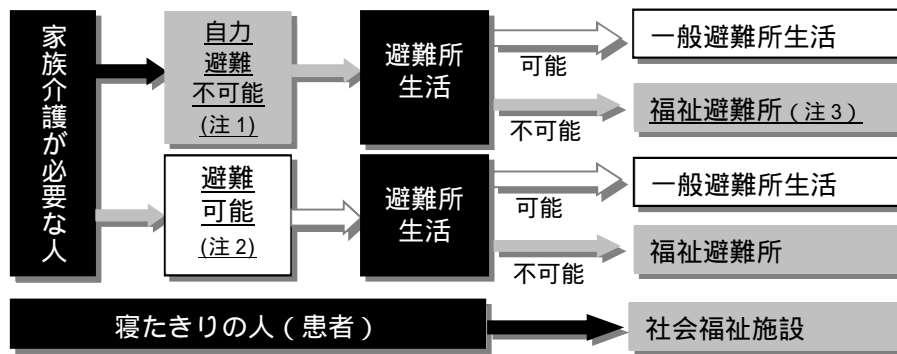 家族介護が必要な人
自力
避難
不可能
(注1)
避難所
生活
可能
一般避難所生活
不可能
福祉避難所(注3)
避難
可能
(注2)
避難所
生活
可能
一般避難所生活
不可能
福祉避難所
寝たきりの人(患者)
社会福祉施設